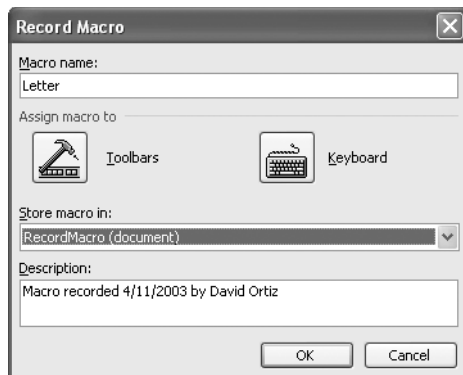 Record Macro
Macro name:
Letter
Assign macro to
Toolbars
Keyboard
Store macro in:
RecordMacro (document)
Description:
Macro recorded 4/11/2003 by David Ortiz
OK
Cancel